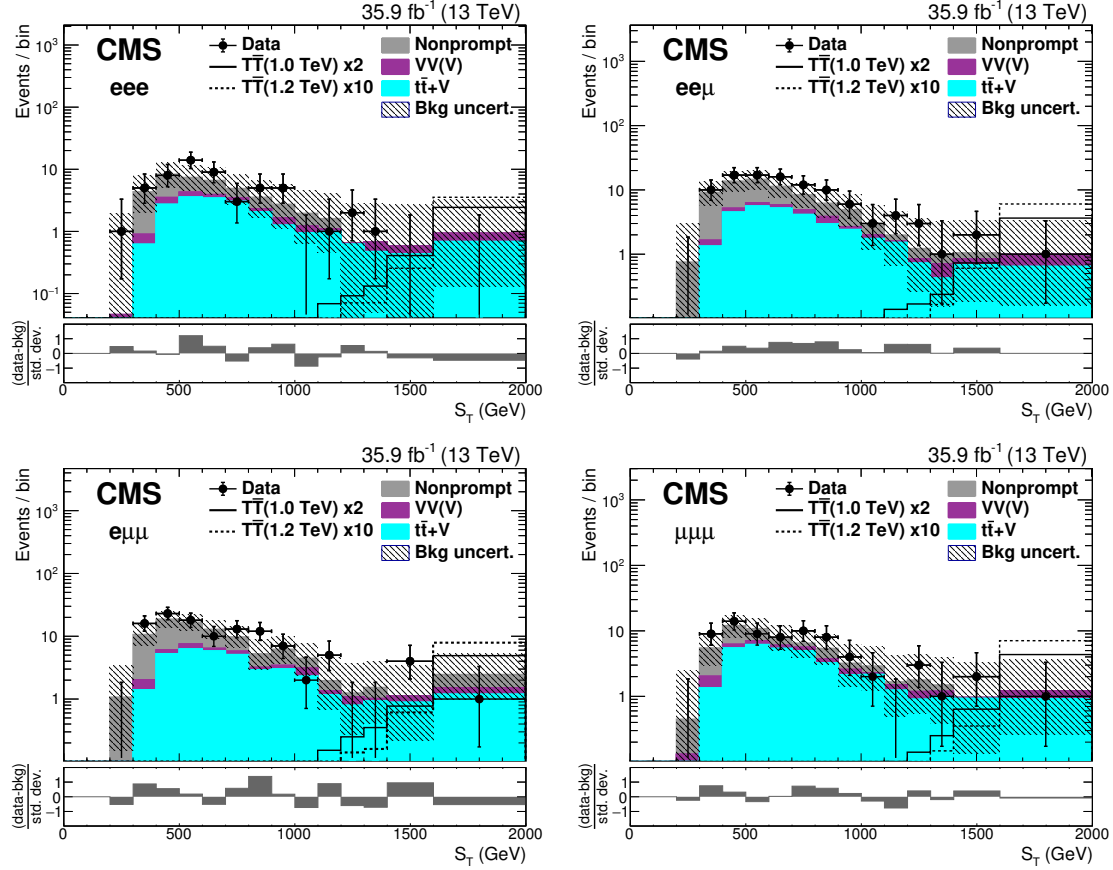 35.9 fb⁻¹ (13 TeV)
CMS
eee
Data
TT̅(1.0 TeV) x2
TT̅(1.2 TeV) x10
Nonprompt
VV(V)
tt̅+V
Bkg uncert.
Events / bin
10³
10²
10
1
10⁻¹
(data-bkg)
std. dev.
1
0
−1
0 500 1000 1500 2000
S_T (GeV)
35.9 fb⁻¹ (13 TeV)
CMS
eeμ
Data
TT̅(1.0 TeV) x2
TT̅(1.2 TeV) x10
Nonprompt
VV(V)
tt̅+V
Bkg uncert.
Events / bin
10³
10²
10
1
(data-bkg)
std. dev.
1
0
−1
0 500 1000 1500 2000
S_T (GeV)
35.9 fb⁻¹ (13 TeV)
CMS
eμμ
Data
TT̅(1.0 TeV) x2
TT̅(1.2 TeV) x10
Nonprompt
VV(V)
tt̅+V
Bkg uncert.
Events / bin
10³
10²
10
1
(data-bkg)
std. dev.
1
0
−1
0 500 1000 1500 2000
S_T (GeV)
35.9 fb⁻¹ (13 TeV)
CMS
μμμ
Data
TT̅(1.0 TeV) x2
TT̅(1.2 TeV) x10
Nonprompt
VV(V)
tt̅+V
Bkg uncert.
Events / bin
10³
10²
10
1
(data-bkg)
std. dev.
1
0
−1
0 500 1000 1500 2000
S_T (GeV)